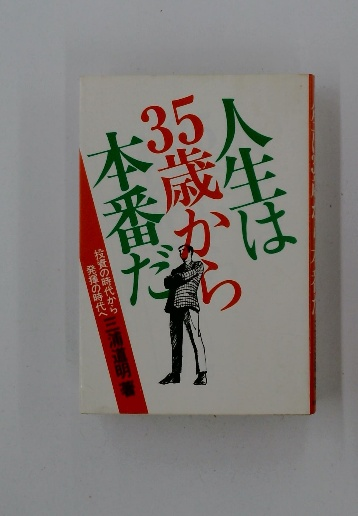 人生は
35歳から
本番だ
投資の時代から
発揮の時代へ
三浦道明 著